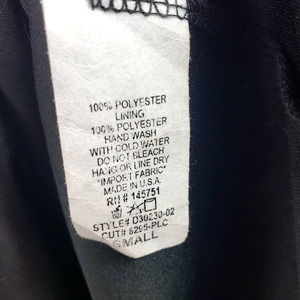 100% POLYESTER
LINING
100% POLYESTER
HAND WASH
WITH COLD WATER
DO NOT BLEACH
HANG OR LINE DRY
"IMPORT FABRIC"
MADE IN U.S.A.
RN# 145751
STYLE# D30230-02
CUT# 8295-PLC
SMALL